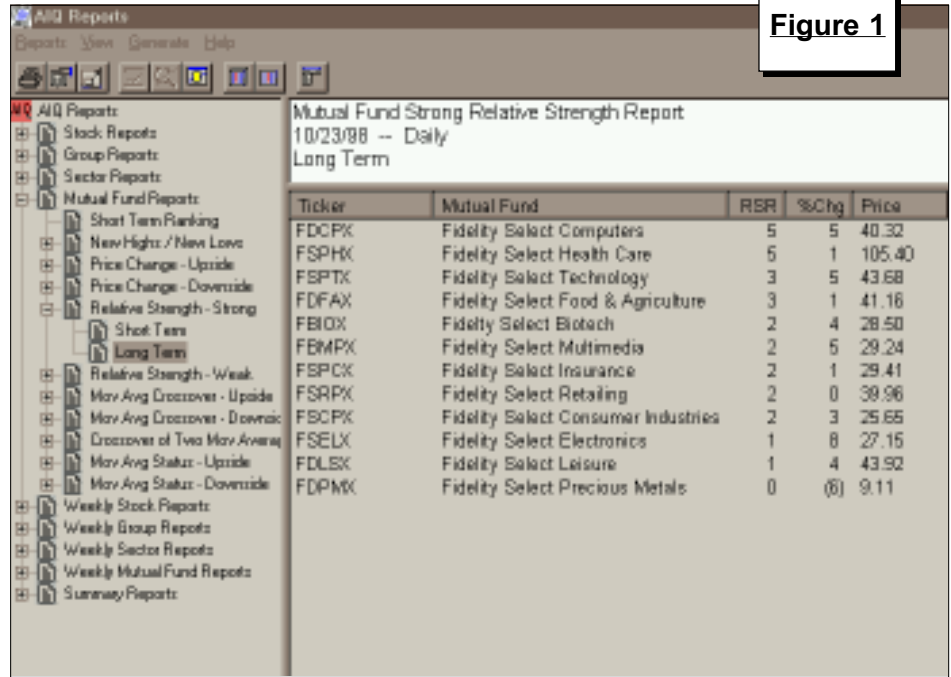 Figure 1
AIQ Reports
Reports View Generate Help
AIQ AIQ Reports
Stock Reports
Group Reports
Sector Reports
Mutual Fund Reports
Short Term Ranking
New Highs / New Lows
Price Change - Upside
Price Change - Downside
Relative Strength - Strong
Short Term
Long Term
Relative Strength - Weak
Mov Avg Crossover - Upside
Mov Avg Crossover - Downsid
Crossover of Two Mov Averag
Mov Avg Status - Upside
Mov Avg Status - Downside
Weekly Stock Reports
Weekly Group Reports
Weekly Sector Reports
Weekly Mutual Fund Reports
Summary Reports
Mutual Fund Strong Relative Strength Report
10/23/98 -- Daily
Long Term
Ticker Mutual Fund RSR %Chg Price
FDCPX Fidelity Select Computers 5 5 40.32
FSPHX Fidelity Select Health Care 5 1 105.40
FSPTX Fidelity Select Technology 3 5 43.68
FDFAX Fidelity Select Food & Agriculture 3 1 41.16
FBIOX Fidelty Select Biotech 2 4 28.50
FBMPX Fidelity Select Multimedia 2 5 29.24
FSPCX Fidelity Select Insurance 2 1 29.41
FSRPX Fidelity Select Retailing 2 0 39.96
FSCPX Fidelity Select Consumer Industries 2 3 25.65
FSELX Fidelity Select Electronics 1 8 27.15
FDLSX Fidelity Select Leisure 1 4 43.92
FDPMX Fidelity Select Precious Metals 0 (6) 9.11